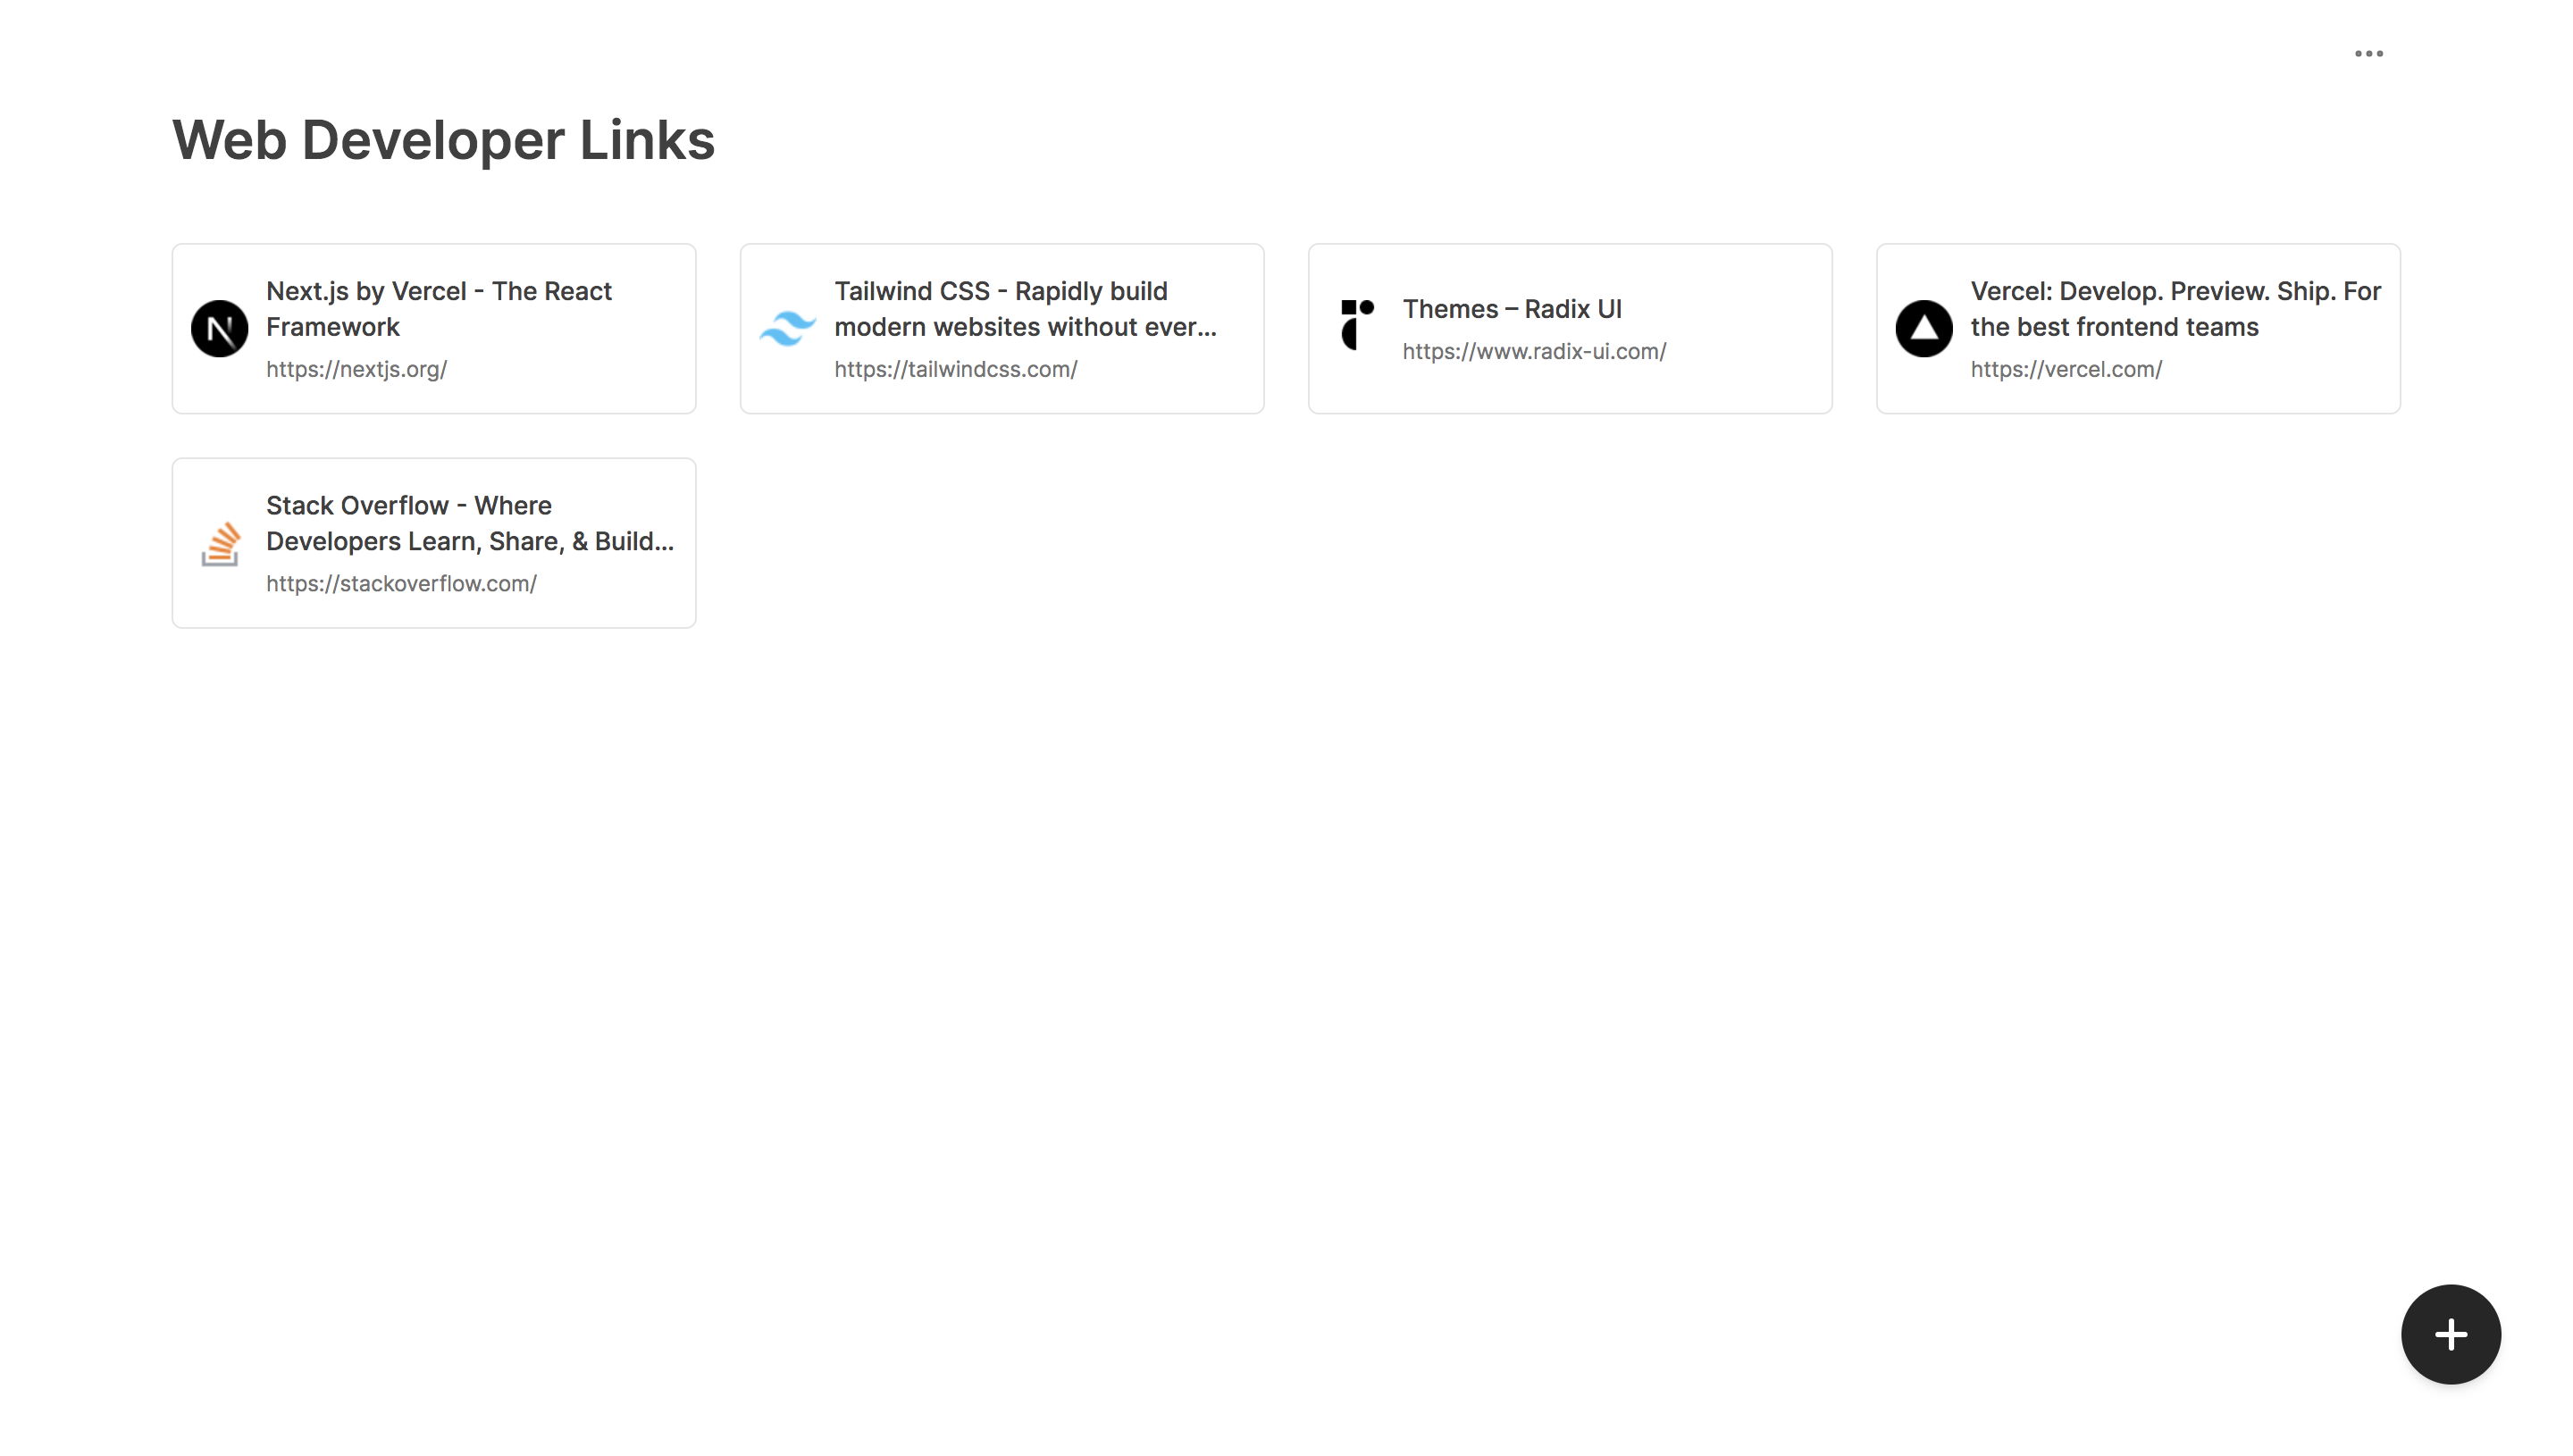 Web Developer Links
Next.js by Vercel - The React
Framework
https://nextjs.org/
Tailwind CSS - Rapidly build
modern websites without ever...
https://tailwindcss.com/
Themes – Radix UI
https://www.radix-ui.com/
Vercel: Develop. Preview. Ship. For
the best frontend teams
https://vercel.com/
Stack Overflow - Where
Developers Learn, Share, & Build...
https://stackoverflow.com/